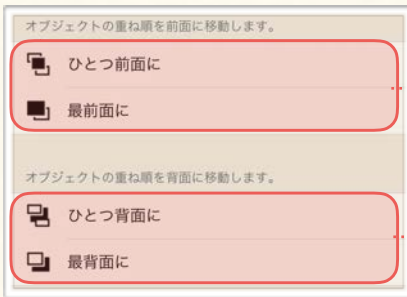 オブジェクトの重ね順を前面に移動します。
ひとつ前面に
最前面に
オブジェクトの重ね順を背面に移動します。
ひとつ背面に
最背面に